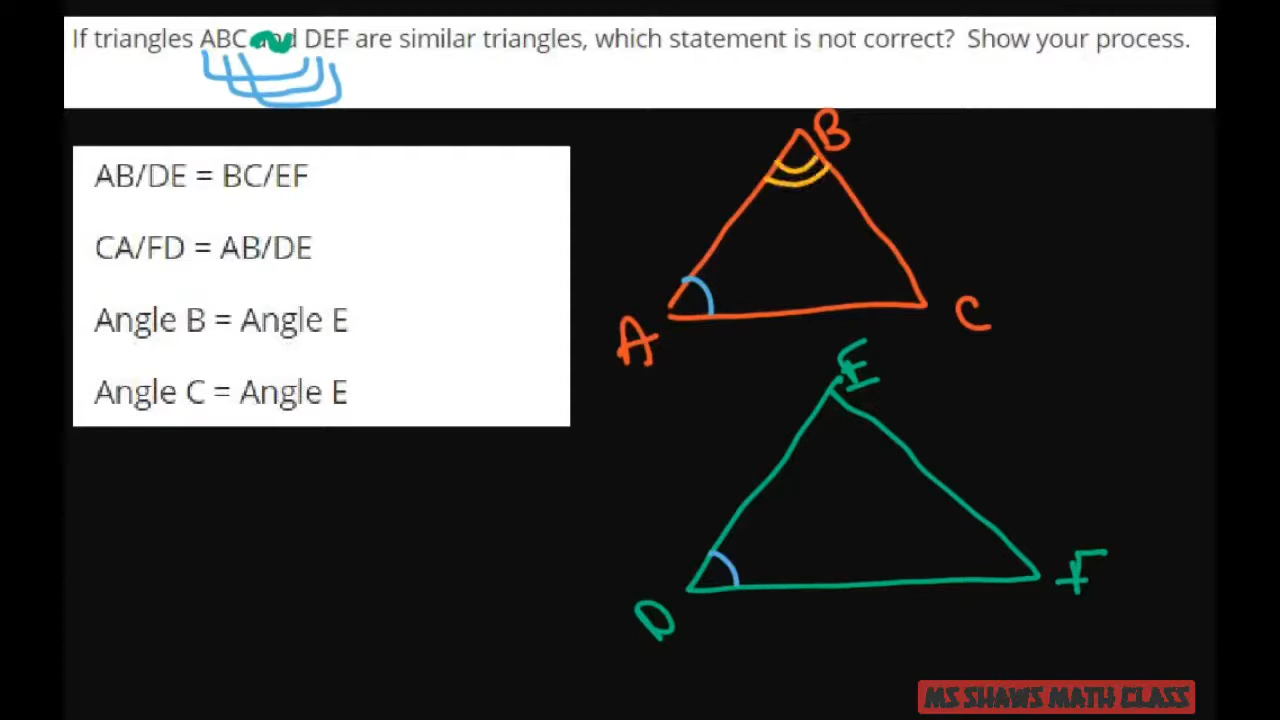 If triangles ABC and DEF are similar triangles, which statement is not correct? Show your process.
AB/DE = BC/EF
CA/FD = AB/DE
Angle B = Angle E
Angle C = Angle E
B
A
C
E
D
F
MS SHAWS MATH CLASS